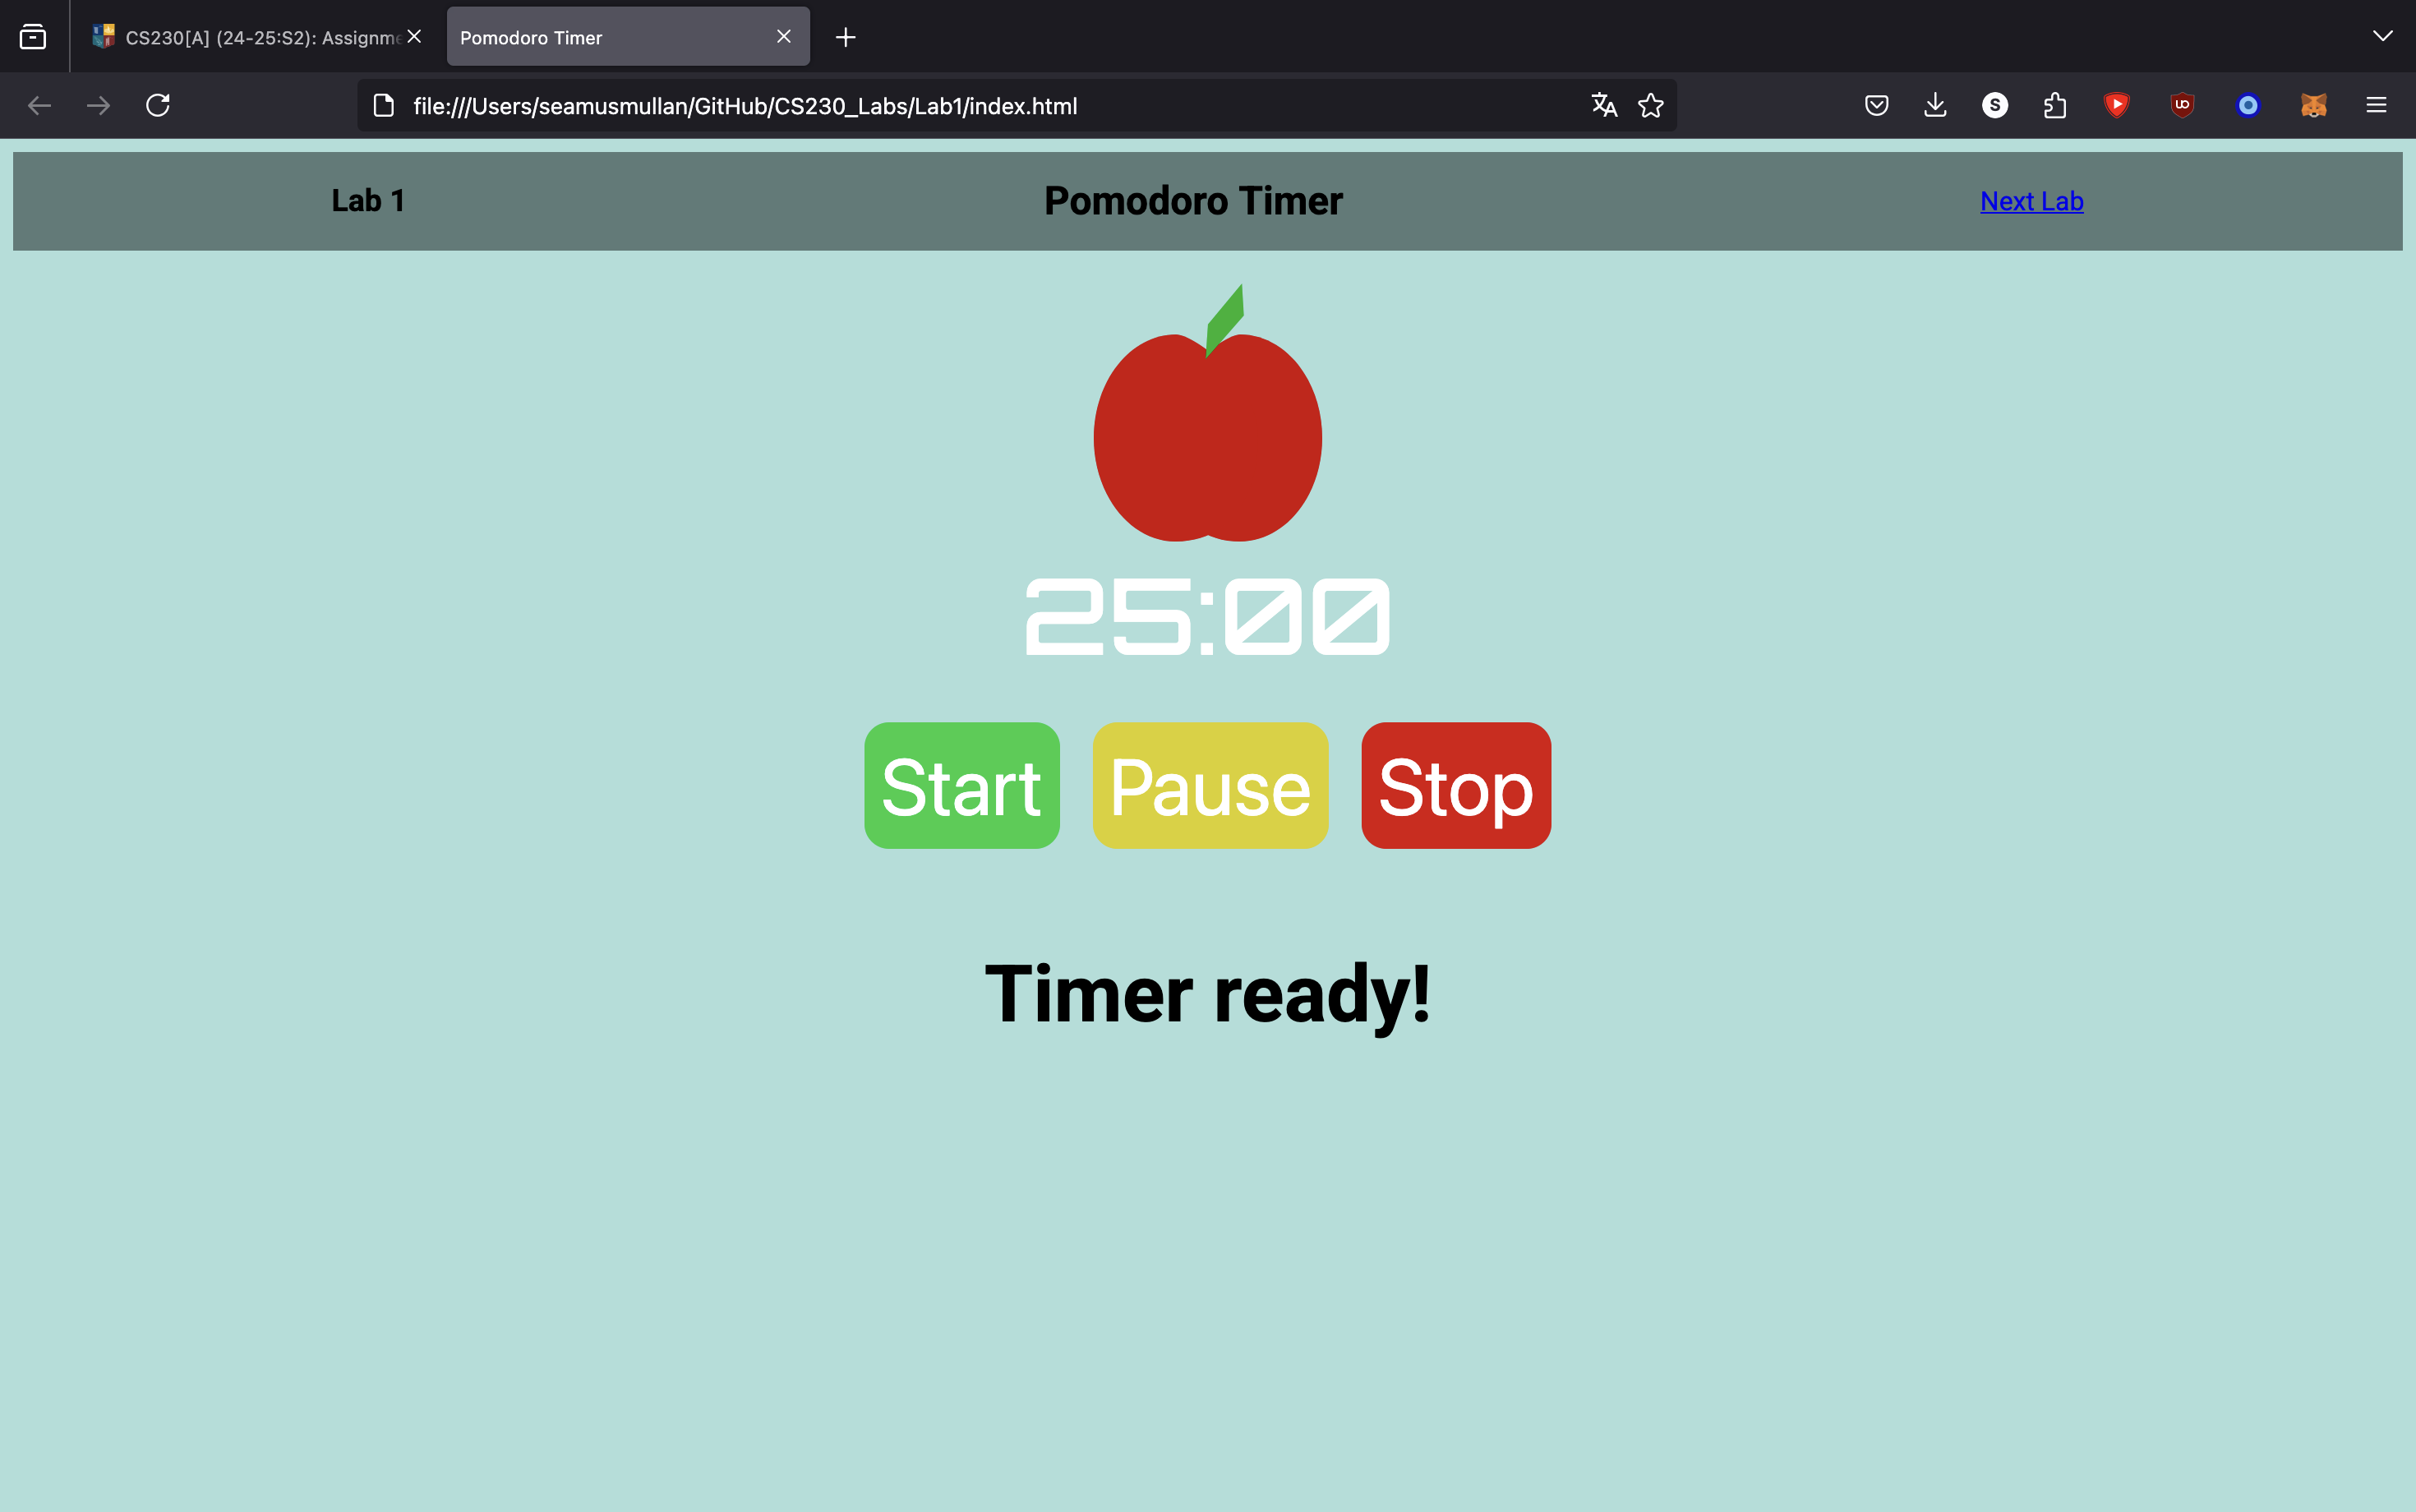 CS230[A] (24-25:S2): Assignme
Pomodoro Timer
file:///Users/seamusmullan/GitHub/CS230_Labs/Lab1/index.html
S
Lab 1
Pomodoro Timer
Next Lab
25:00
Start
Pause
Stop
Timer ready!